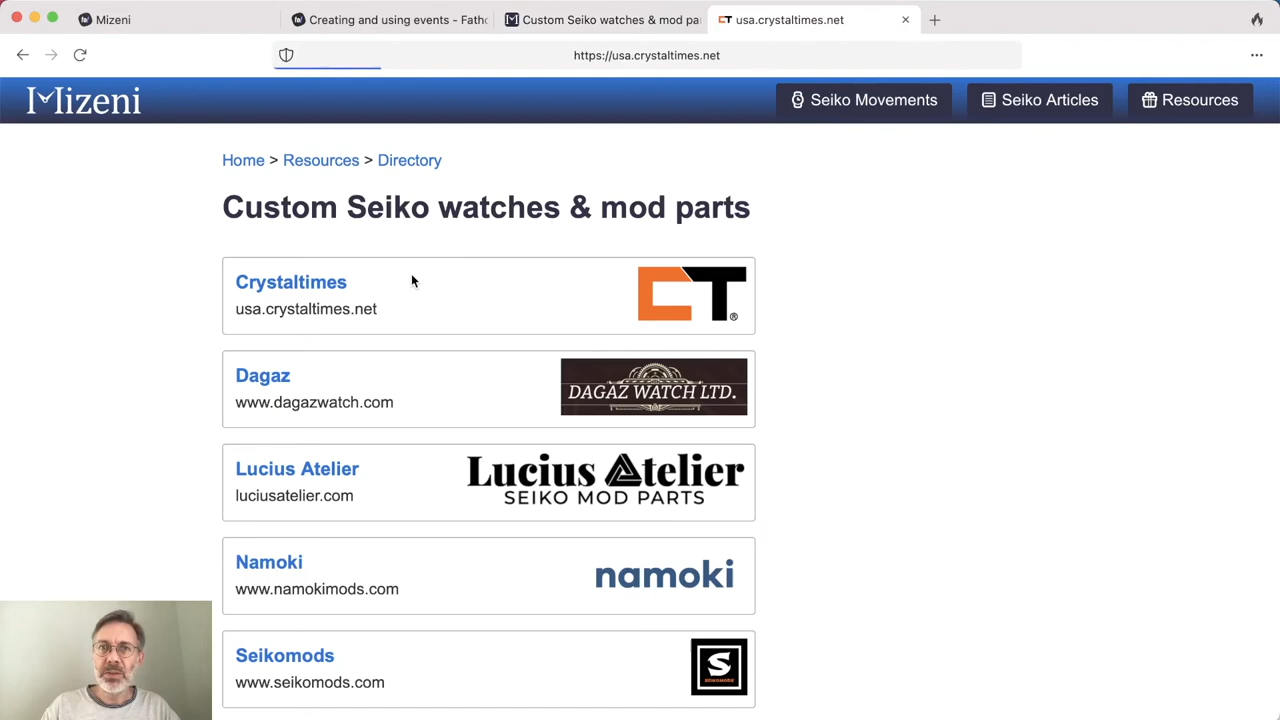 Mizeni
Creating and using events - Fatho
Custom Seiko watches & mod pa
usa.crystaltimes.net
https://usa.crystaltimes.net
Mizeni
Seiko Movements
Seiko Articles
Resources
Home > Resources > Directory
Custom Seiko watches & mod parts
Crystaltimes
usa.crystaltimes.net
CT®
Dagaz
www.dagazwatch.com
DAGAZ WATCH LTD.
Lucius Atelier
luciusatelier.com
Lucius Atelier
SEIKO MOD PARTS
Namoki
www.namokimods.com
namoki
Seikomods
www.seikomods.com
S
SEIKOMODS